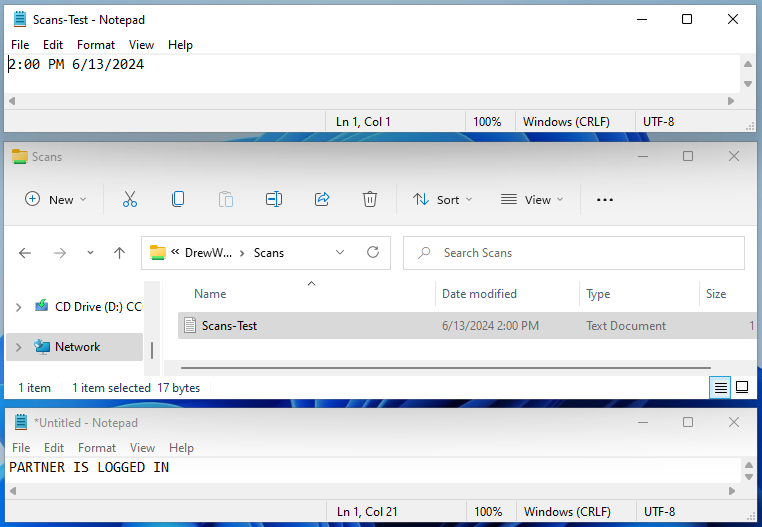 Scans-Test - Notepad
File Edit Format View Help
2:00 PM 6/13/2024
Ln 1, Col 1 100% Windows (CRLF) UTF-8
Scans
New Sort View
« DrewW... > Scans Search Scans
Name Date modified Type Size
CD Drive (D:) CC
Scans-Test 6/13/2024 2:00 PM Text Document 1
Network
1 item 1 item selected 17 bytes
*Untitled - Notepad
File Edit Format View Help
PARTNER IS LOGGED IN
Ln 1, Col 21 100% Windows (CRLF) UTF-8